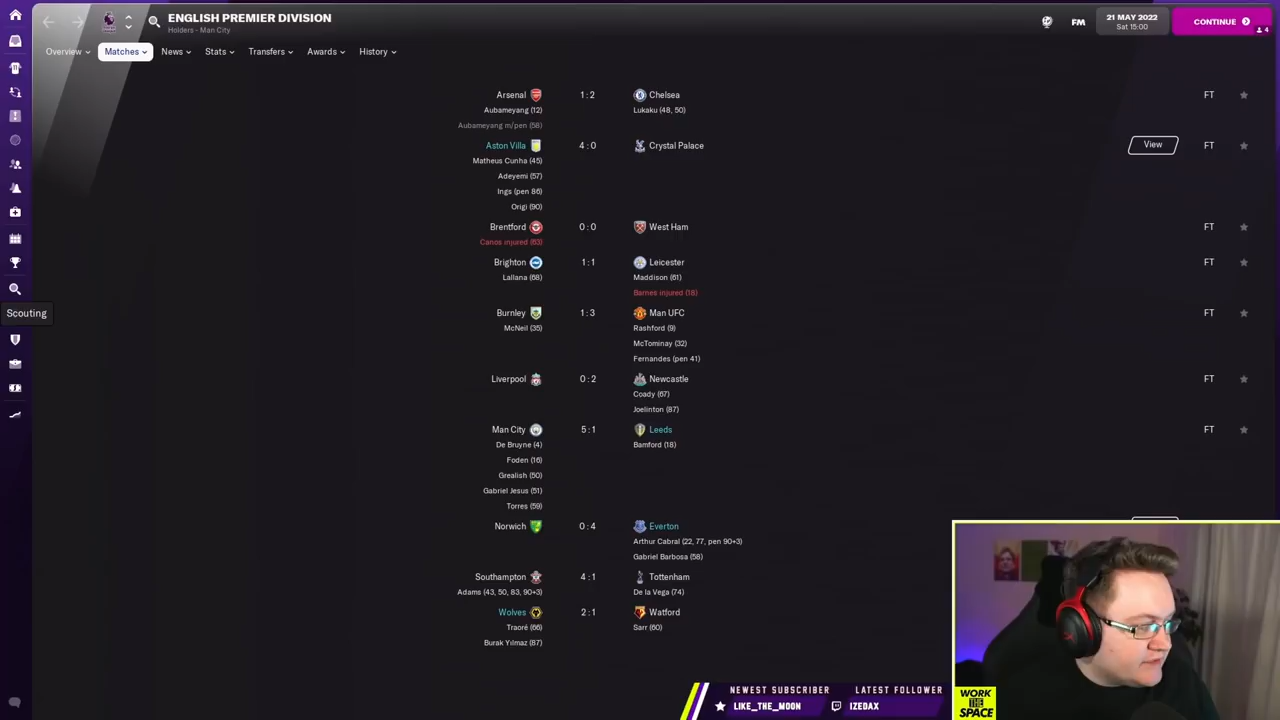 ENGLISH PREMIER DIVISION
Holders - Man City
FM
21 MAY 2022
Sat 15:00
CONTINUE
4
Overview
Matches
News
Stats
Transfers
Awards
History
Arsenal 1 : 2 Chelsea FT
Aubameyang (12) Lukaku (48, 50)
Aubameyang m/pen (58)
Aston Villa 4 : 0 Crystal Palace View FT
Matheus Cunha (45)
Adeyemi (57)
Ings (pen 86)
Origi (90)
Brentford 0 : 0 West Ham FT
Canos injured (63)
Brighton 1 : 1 Leicester FT
Lallana (68) Maddison (61)
Barnes injured (18)
Scouting
Burnley 1 : 3 Man UFC FT
McNeil (35) Rashford (9)
McTominay (32)
Fernandes (pen 41)
Liverpool 0 : 2 Newcastle FT
Coady (67)
Joelinton (87)
Man City 5 : 1 Leeds FT
De Bruyne (4) Bamford (18)
Foden (16)
Grealish (50)
Gabriel Jesus (51)
Torres (59)
Norwich 0 : 4 Everton
Arthur Cabral (22, 77, pen 90+3)
Gabriel Barbosa (58)
Southampton 4 : 1 Tottenham
Adams (43, 50, 83, 90+3) De la Vega (74)
Wolves 2 : 1 Watford
Traoré (66) Sarr (60)
Burak Yılmaz (87)
NEWEST SUBSCRIBER
LIKE_THE_MOON
LATEST FOLLOWER
IZEDAX
WORK
THE
SPACE